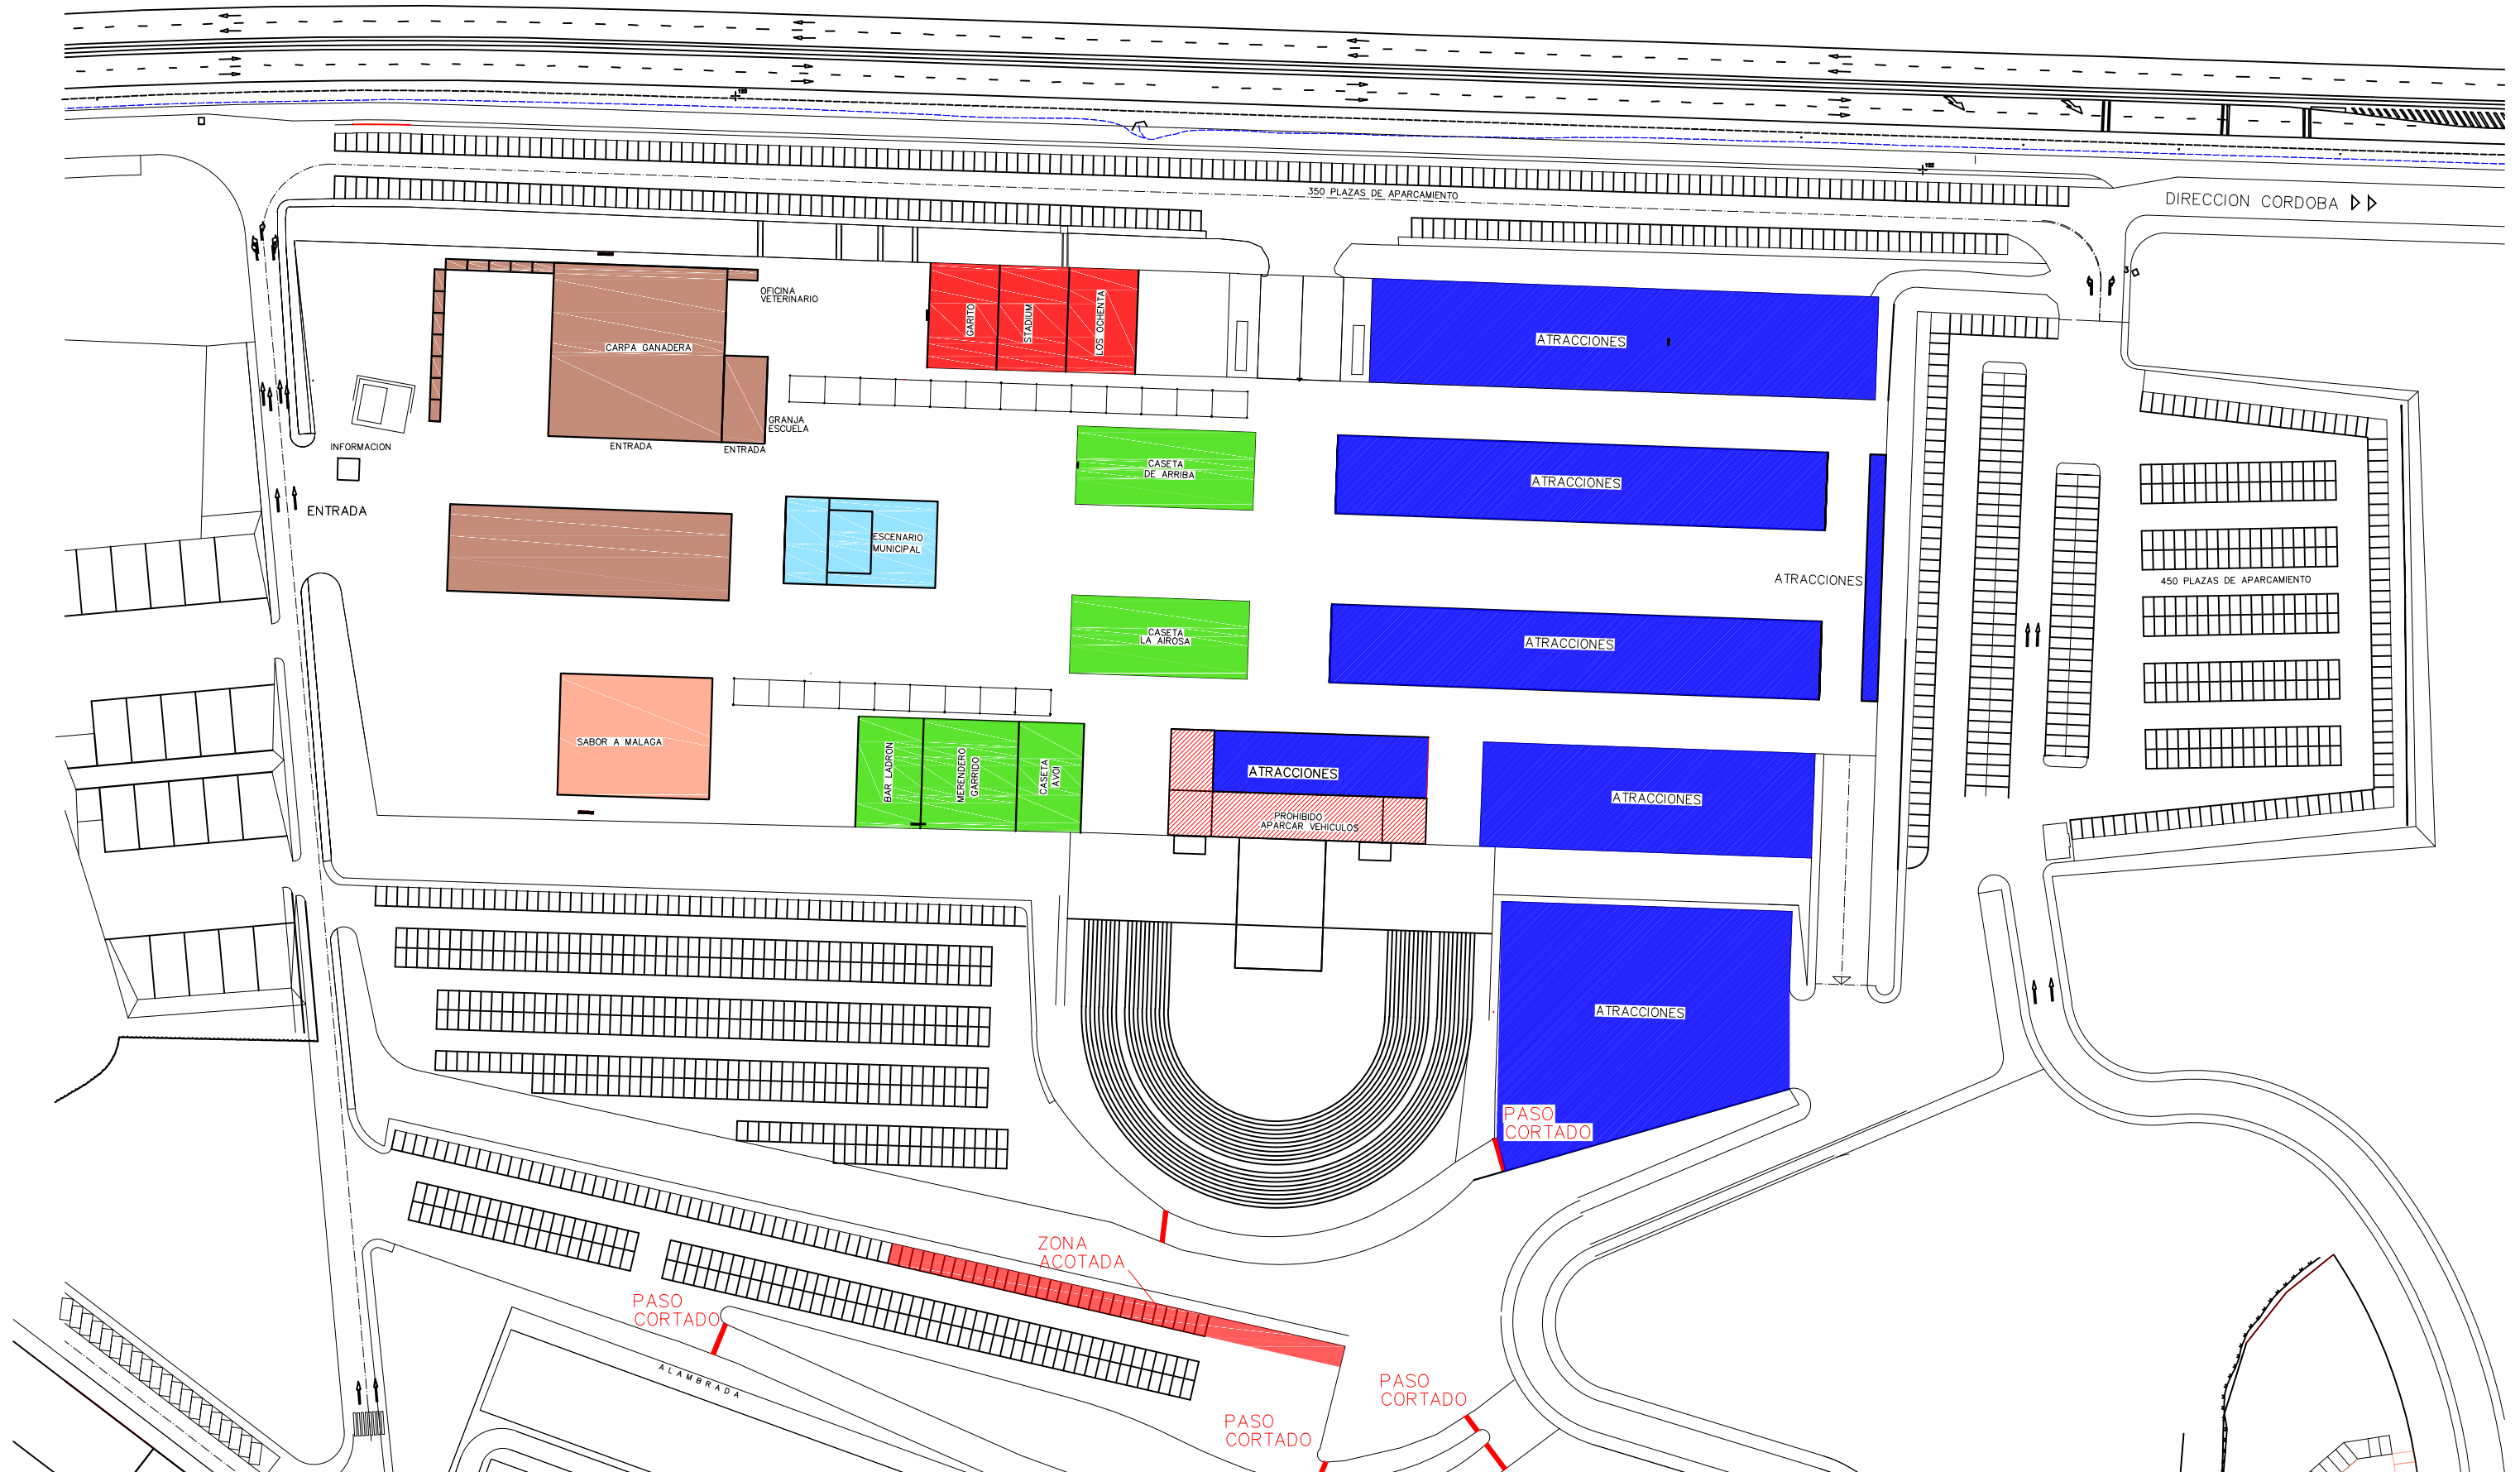 350 PLAZAS DE APARCAMIENTO
DIRECCION CORDOBA
OFICINA
VETERINARIO
CARPA GANADERA
GARITO
STADIUM
LOS OCHENTA
ATRACCIONES
GRANJA
ESCUELA
INFORMACION
ENTRADA
ENTRADA
CASETA
DE ARRIBA
ATRACCIONES
ENTRADA
ESCENARIO
MUNICIPAL
ATRACCIONES
450 PLAZAS DE APARCAMIENTO
CASETA
LA AIROSA
ATRACCIONES
SABOR A MALAGA
BAR LADRON
MERENDERO
GARRIDO
CASETA
AVOI
ATRACCIONES
ATRACCIONES
PROHIBIDO
APARCAR VEHICULOS
ATRACCIONES
PASO
CORTADO
ZONA
ACOTADA
PASO
CORTADO
ALAMBRADA
PASO
CORTADO
PASO
CORTADO